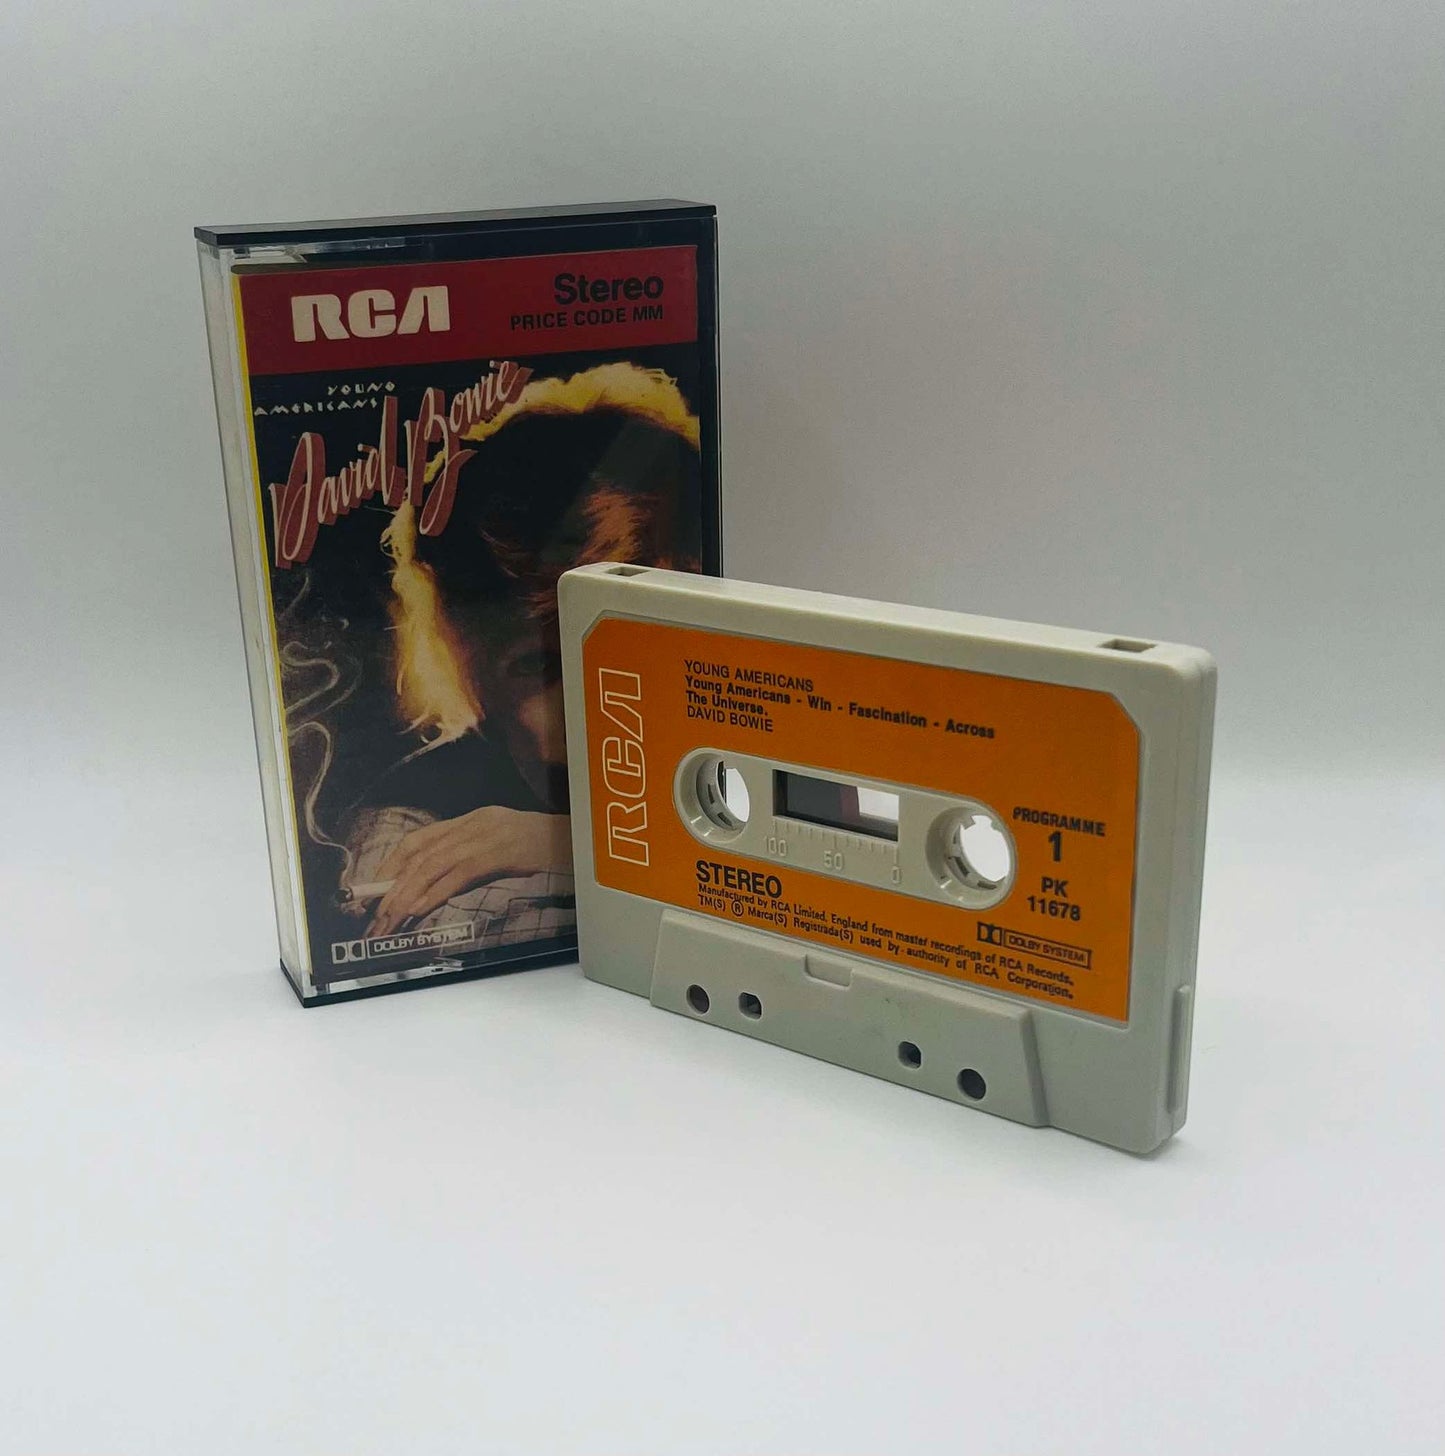 RCA
Stereo
PRICE CODE MM
YOUNG
AMERICANS
David Bowie
DOLBY SYSTEM
RCA
YOUNG AMERICANS
Young Americans - Win - Fascination - Across
The Universe.
DAVID BOWIE
PROGRAMME
1
PK
11678
100 50 0
STEREO
DOLBY SYSTEM
Manufactured by RCA Limited, England from master recordings of RCA Records.
TM(S) ® Marca(S) Registrada(S) used by authority of RCA Corporation.